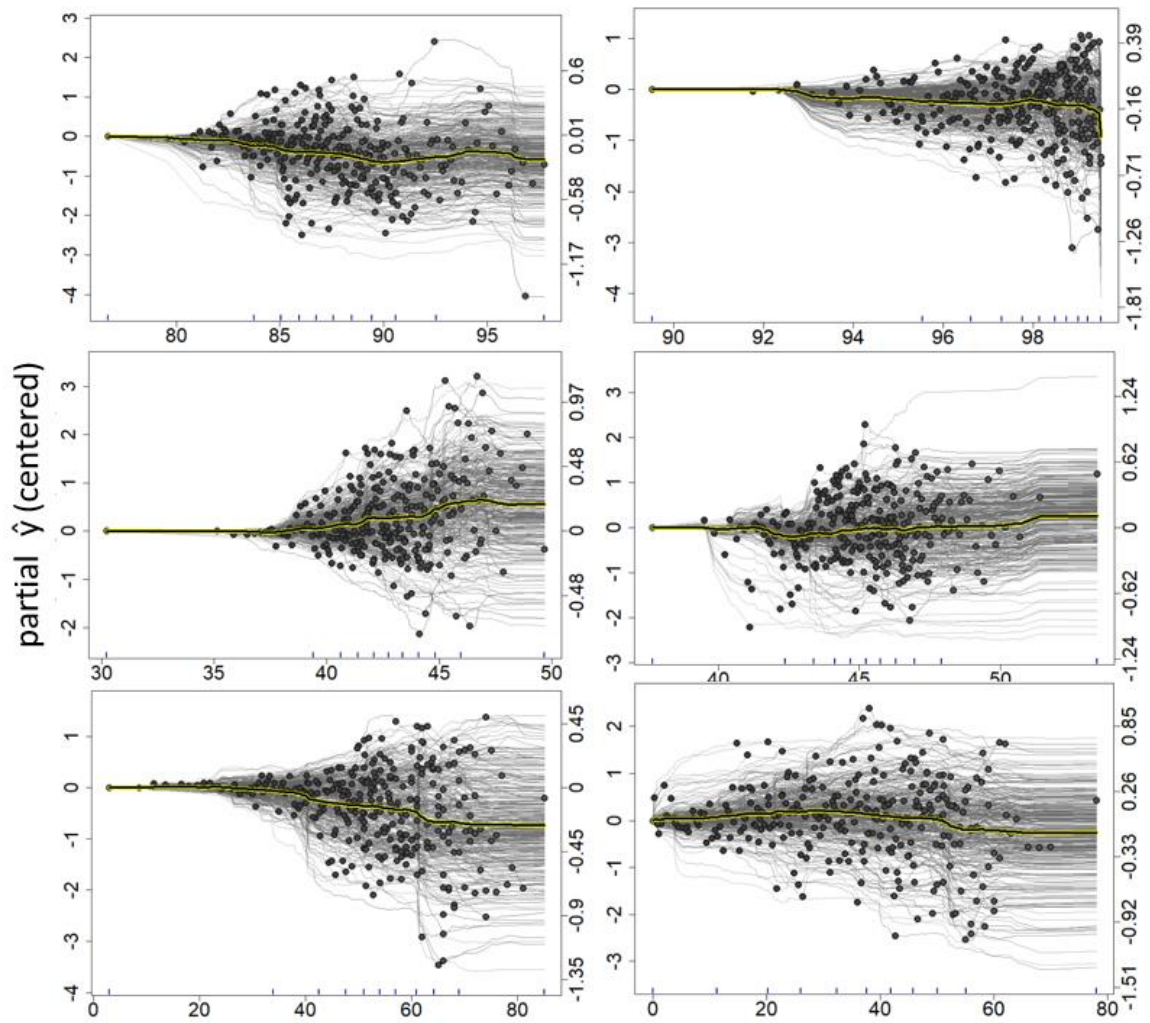 partial ŷ (centered)
3 2 1 0 -1 -2 -3 -4
0.6 0.01 -0.58 -1.17
80 85 90 95
1 0 -1 -2 -3 -4
0.39 -0.16 -0.71 -1.26 -1.81
90 92 94 96 98
3 2 1 0 -1 -2
0.97 0.48 0 -0.48
30 35 40 45 50
3 2 1 0 -1 -2 -3
1.24 0.62 0 -0.62 -1.24
40 45 50
1 0 -1 -2 -3 -4
0.45 0 -0.45 -0.9 -1.35
0 20 40 60 80
2 1 0 -1 -2 -3
0.85 0.26 -0.33 -0.92 -1.51
0 20 40 60 80